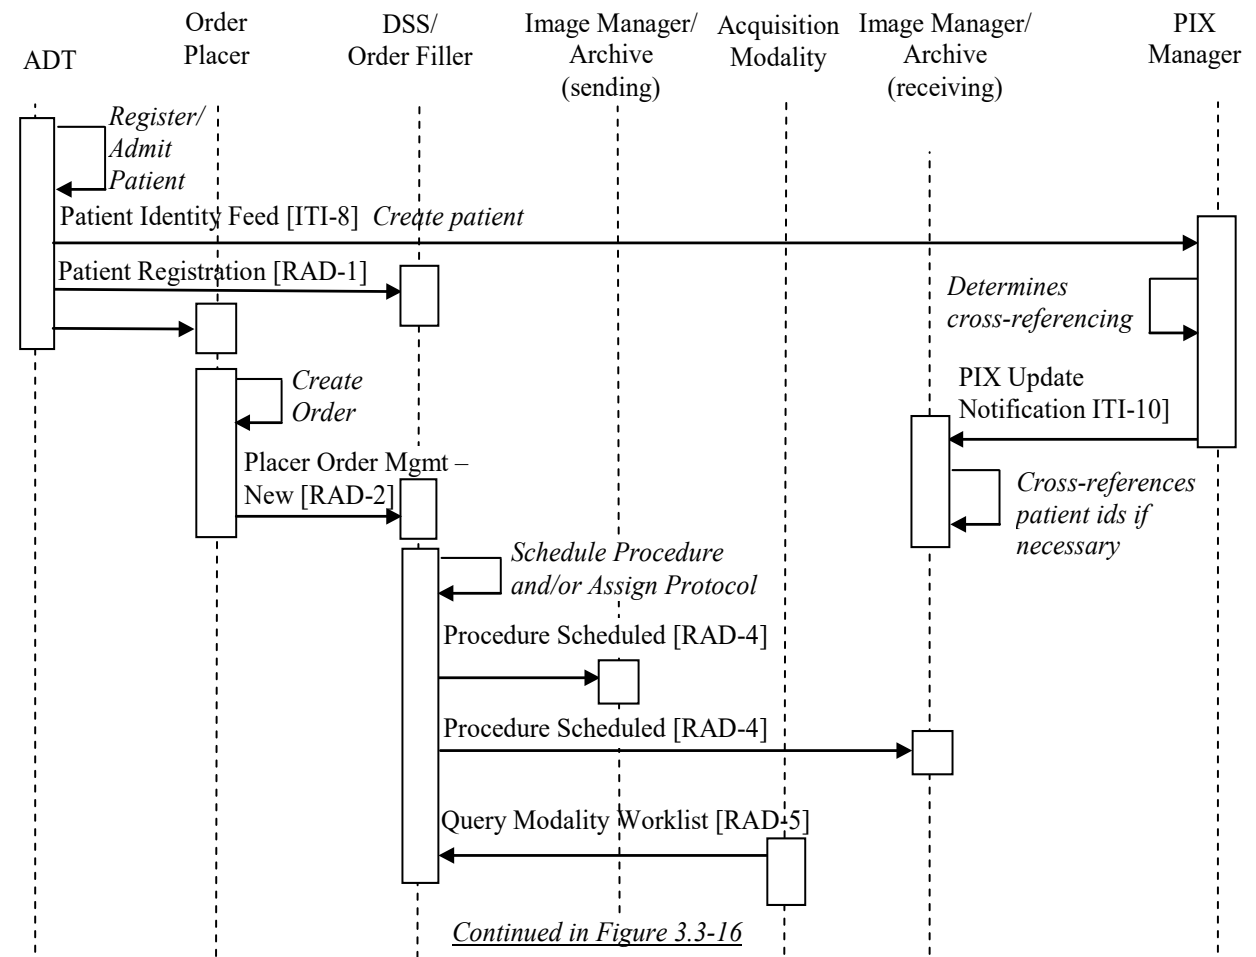 ADT
Order
Placer
DSS/
Order Filler
Image Manager/
Archive
(sending)
Acquisition
Modality
Image Manager/
Archive
(receiving)
PIX
Manager
Register/
Admit
Patient
Patient Identity Feed [ITI-8] Create patient
Patient Registration [RAD-1]
Determines
cross-referencing
Create
Order
PIX Update
Notification ITI-10]
Placer Order Mgmt –
New [RAD-2]
Cross-references
patient ids if
necessary
Schedule Procedure
and/or Assign Protocol
Procedure Scheduled [RAD-4]
Procedure Scheduled [RAD-4]
Query Modality Worklist [RAD-5]
Continued in Figure 3.3-16